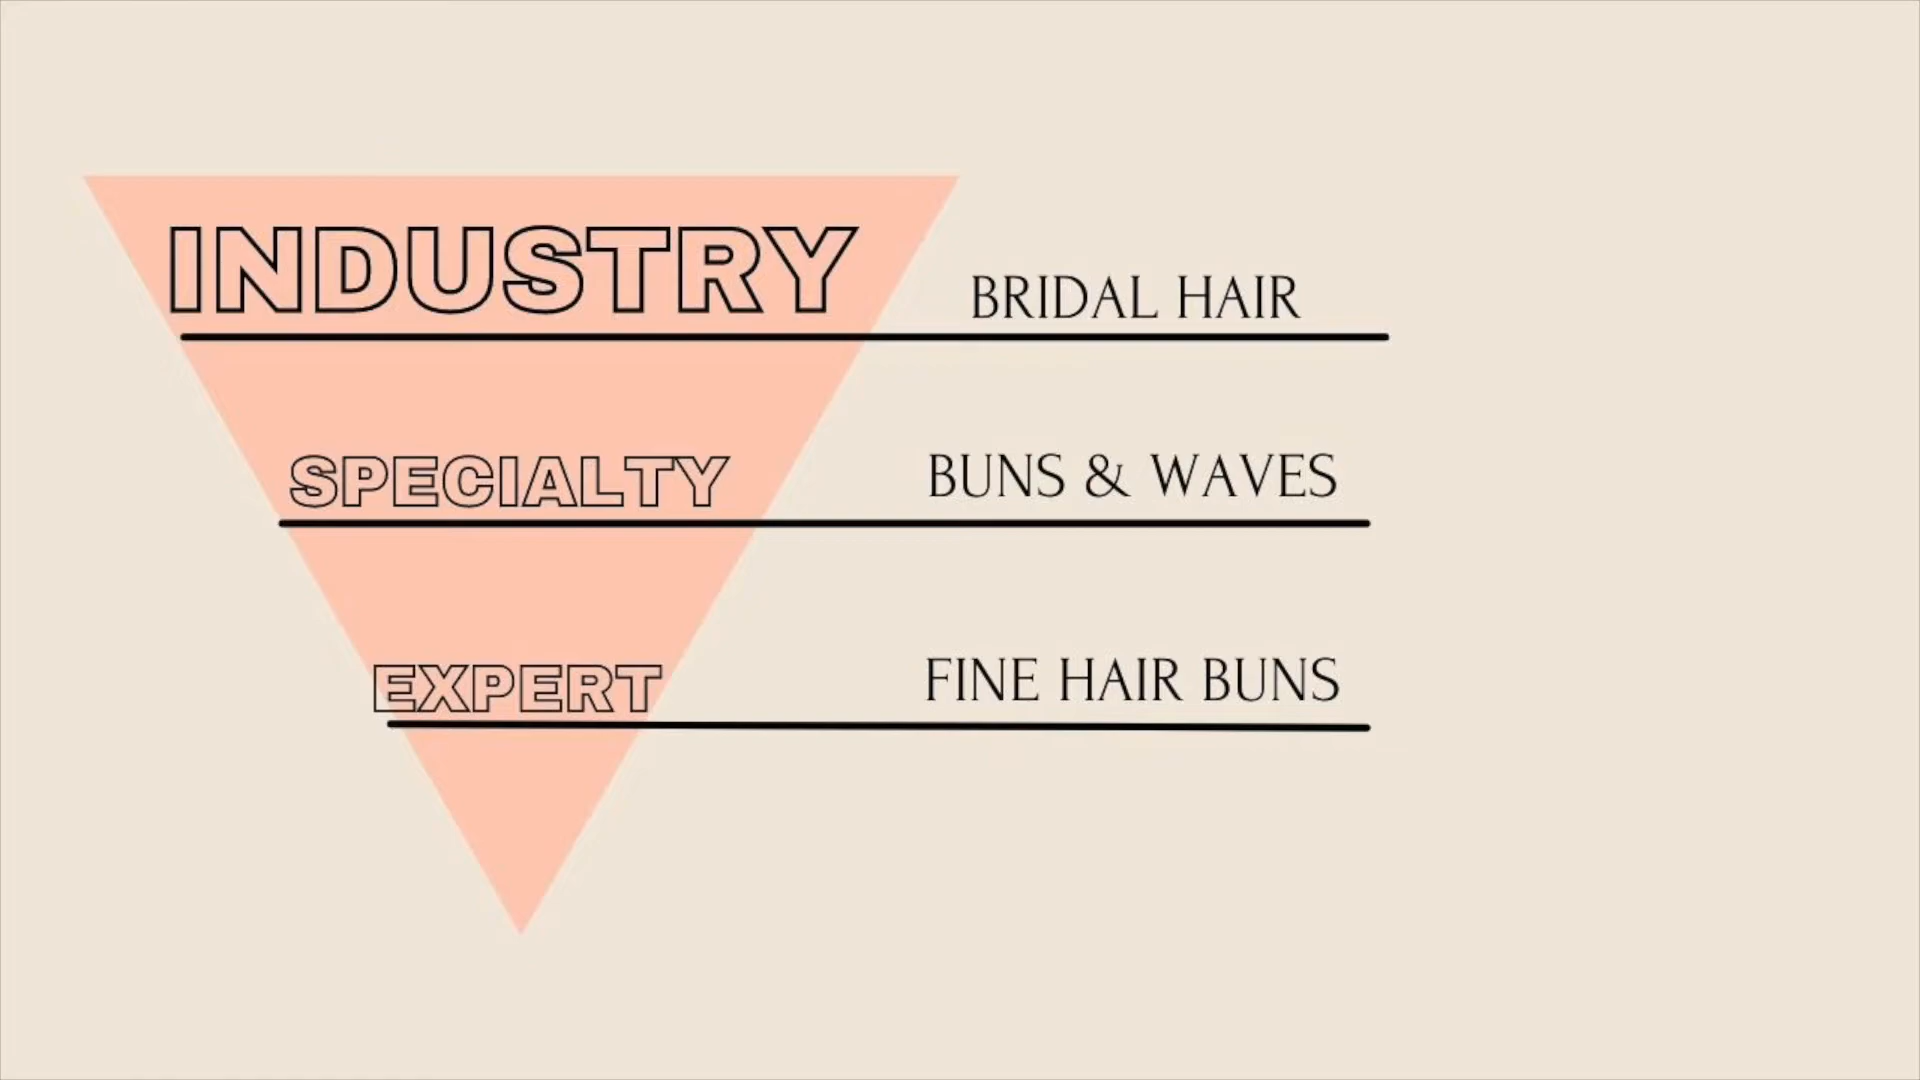 INDUSTRY BRIDAL HAIR
SPECIALTY BUNS & WAVES
EXPERT FINE HAIR BUNS